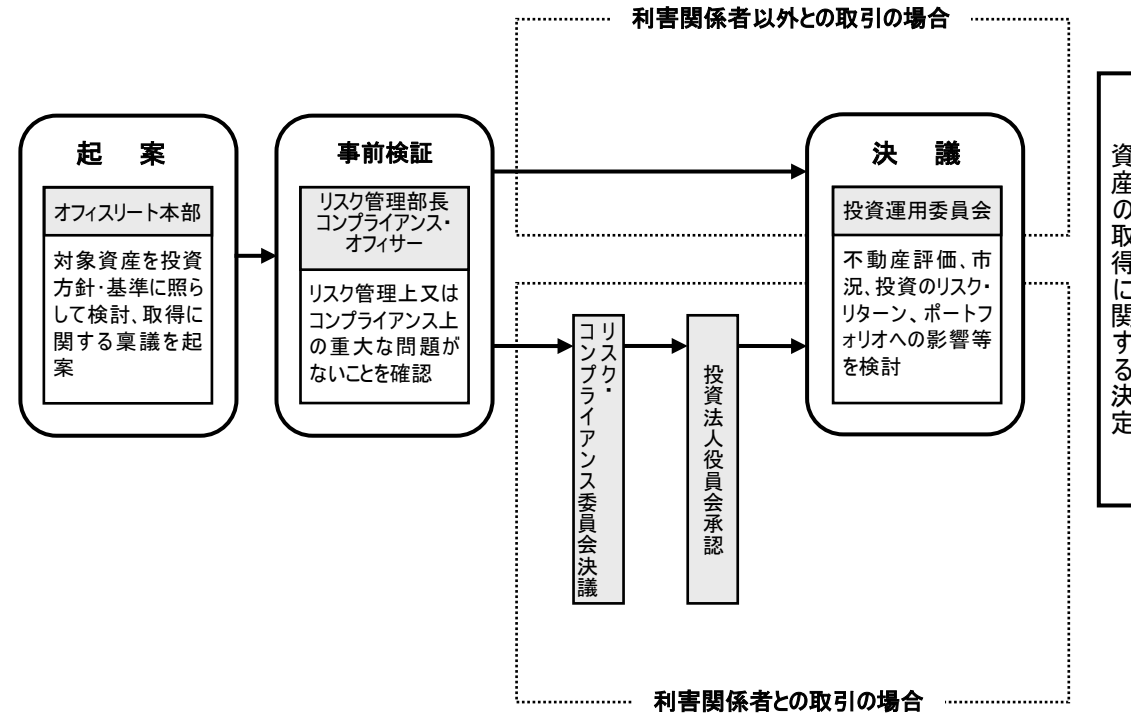 利害関係者以外との取引の場合
起　案
オフィスリート本部
対象資産を投資
方針・基準に照ら
して検討、取得に
関する稟議を起
案
事前検証
リスク管理部長
コンプライアンス・
オフィサー
リスク管理上又は
コンプライアンス上
の重大な問題が
ないことを確認
リスク・
コンプライアンス委員会決議
投資法人役員会承認
決　議
投資運用委員会
不動産評価、市
況、投資のリスク・
リターン、ポートフ
ォリオへの影響等
を検討
資産の取得に関する決定
利害関係者との取引の場合